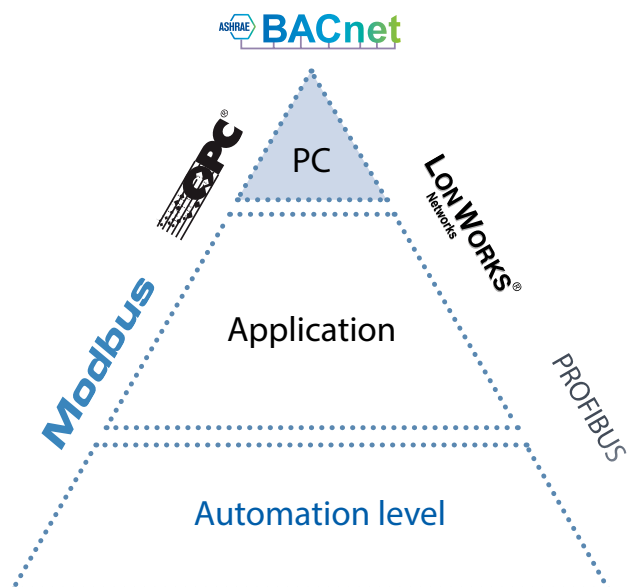 ASHRAE BACnet
PC
OPC®
LONWORKS®
Networks
Application
Modbus
PROFIBUS
Automation level